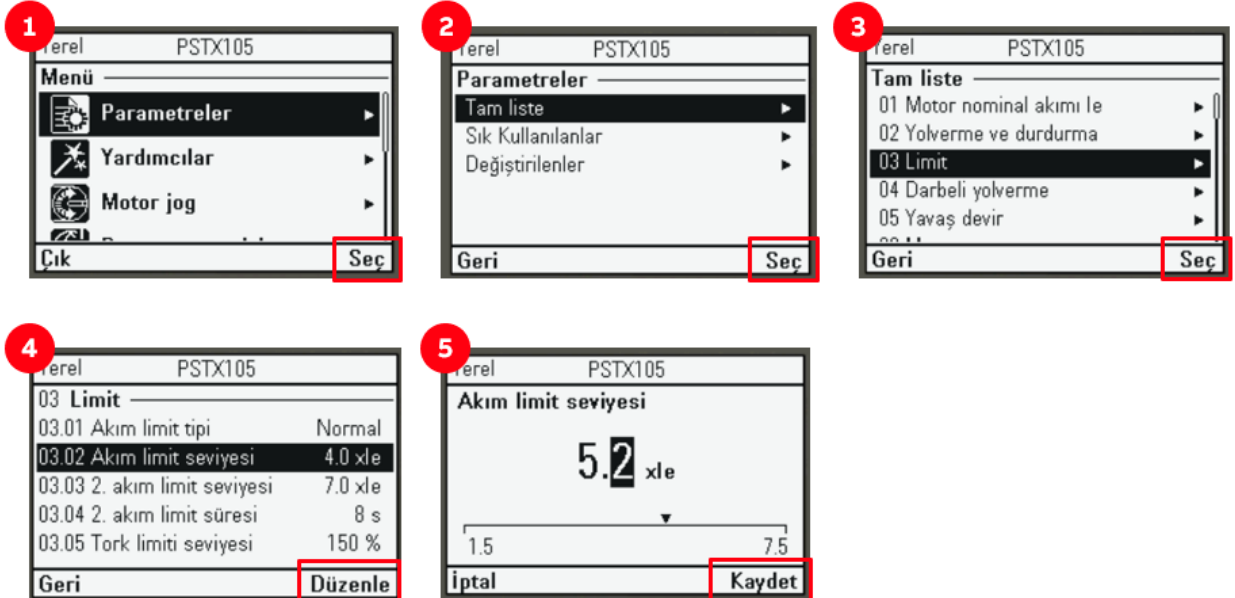 1
PSTX105
Menü
Parametreler
Yardımcılar
Motor jog
Çık Seç
2
PSTX105
Parametreler
Tam liste
Sık Kullanılanlar
Değiştirilenler
Geri Seç
3
PSTX105
Tam liste
01 Motor nominal akımı Ie
02 Yolverme ve durdurma
03 Limit
04 Darbeli yolverme
05 Yavaş devir
Geri Seç
4
PSTX105
03 Limit
03.01 Akım limit tipi Normal
03.02 Akım limit seviyesi 4.0 xIe
03.03 2. akım limit seviyesi 7.0 xIe
03.04 2. akım limit süresi 8 s
03.05 Tork limiti seviyesi 150 %
Geri Düzenle
5
PSTX105
Akım limit seviyesi
5.2 xIe
1.5 7.5
İptal Kaydet